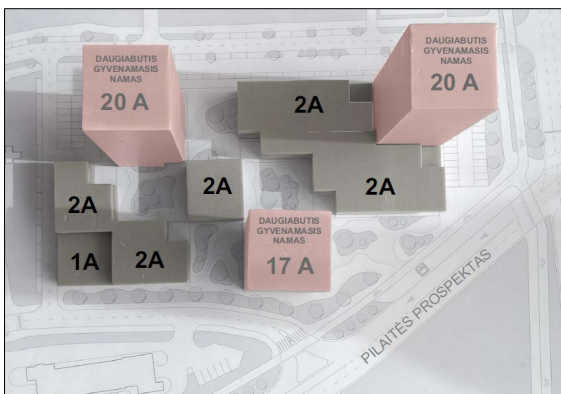 DAUGIABUTIS
GYVENAMASIS
NAMAS
20 A
DAUGIABUTIS
GYVENAMASIS
NAMAS
20 A
2A
2A
2A
2A
1A
2A
DAUGIABUTIS
GYVENAMASIS
NAMAS
17 A
PILAITĖS PROSPEKTAS